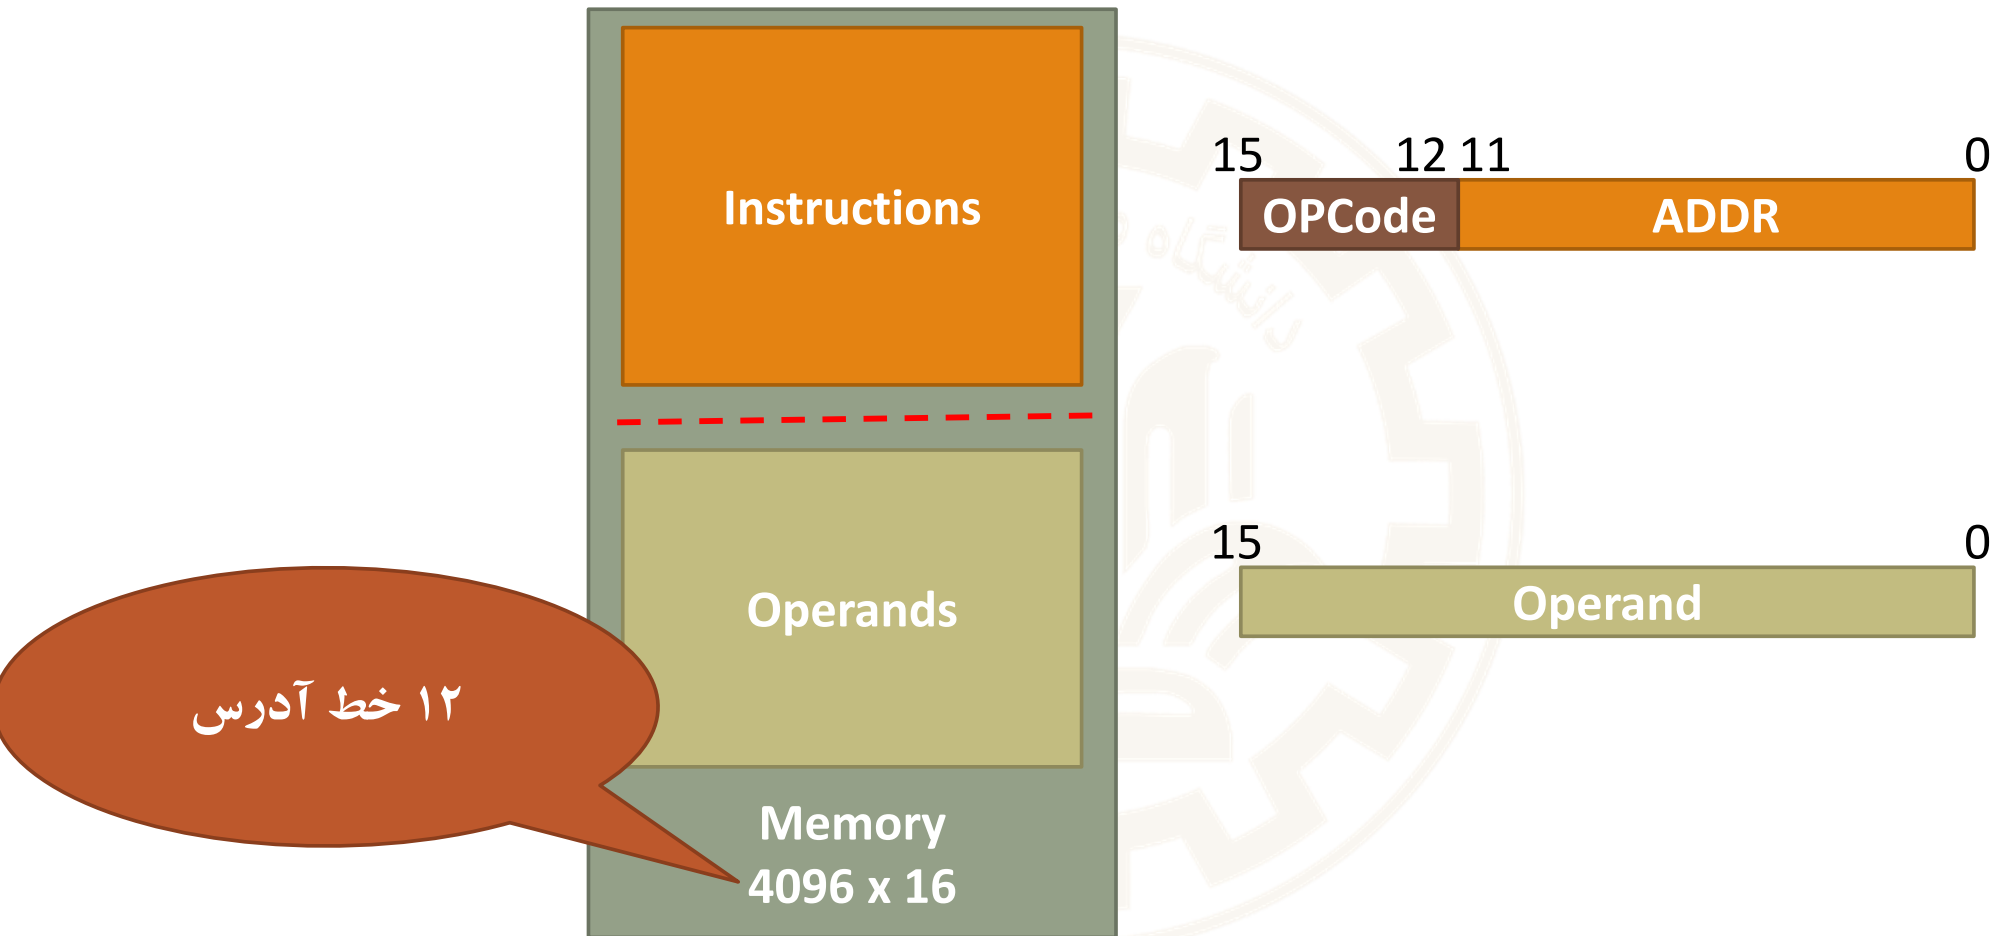 Instructions
15 12 11 0
OPCode ADDR
Operands
15 0
Operand
۱۲ خط آدرس
Memory
4096 x 16